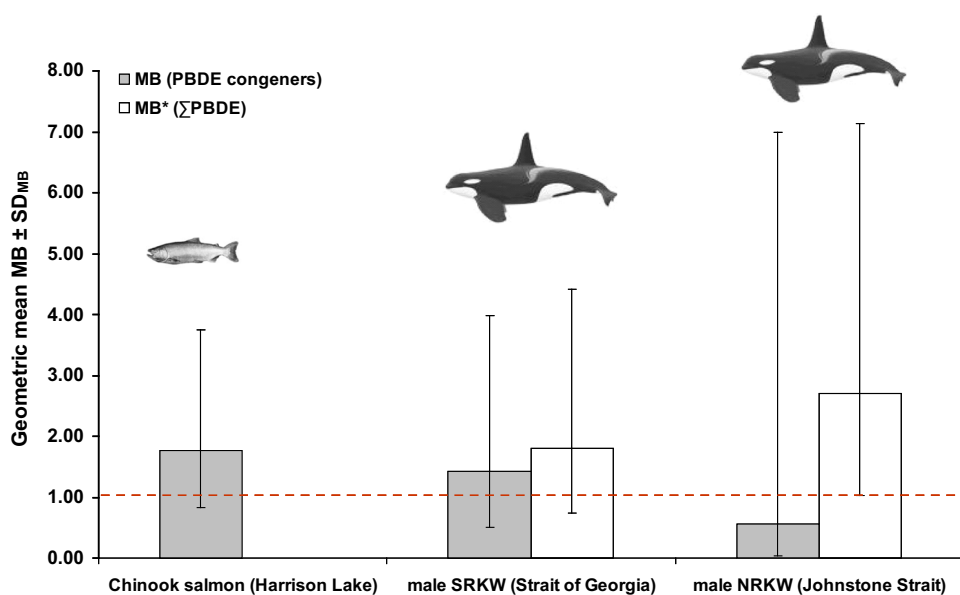 8.00
MB (PBDE congeners)
MB* (∑PBDE)
7.00
6.00
5.00
4.00
3.00
2.00
1.00
0.00
Geometric mean MB ± SDMB
Chinook salmon (Harrison Lake)
male SRKW (Strait of Georgia)
male NRKW (Johnstone Strait)